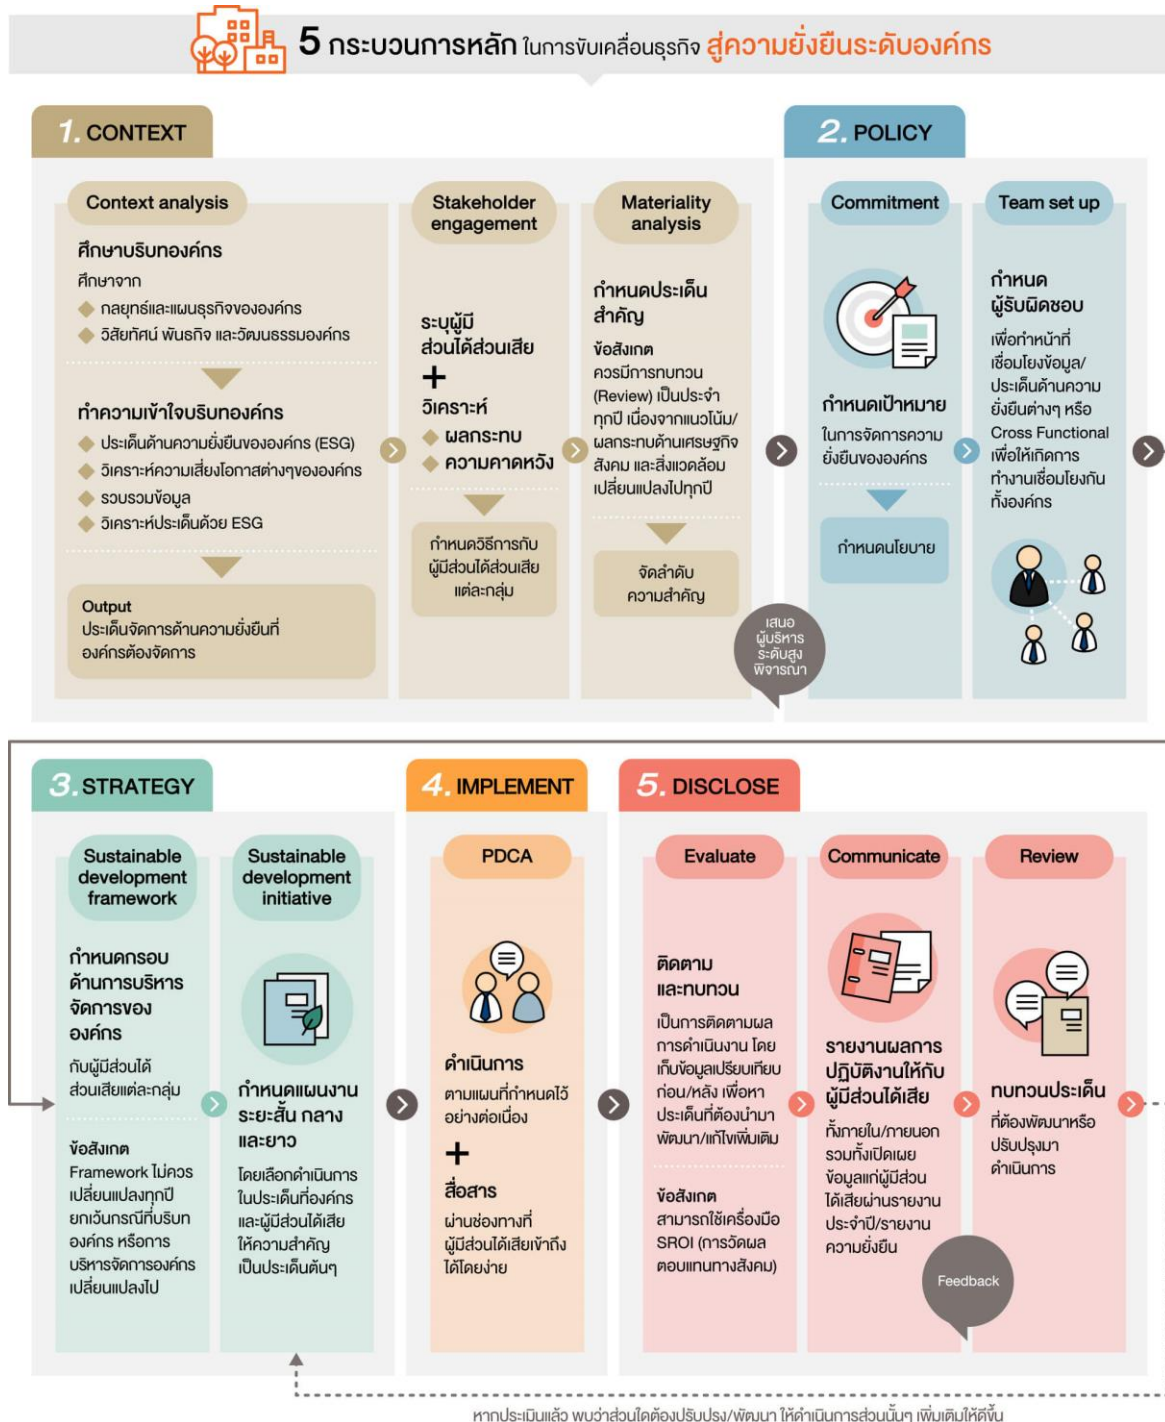 5 กระบวนการหลัก ในการขับเคลื่อนธุรกิจ สู่ความยั่งยืนระดับองค์กร
1. CONTEXT
Context analysis
ศึกษาบริบทองค์กร
ศึกษาจาก
กลยุทธ์และแผนธุรกิจขององค์กร
วิสัยทัศน์ พันธกิจ และวัฒนธรรมองค์กร
ทำความเข้าใจบริบทองค์กร
ประเด็นด้านความยั่งยืนขององค์กร (ESG)
วิเคราะห์ความเสี่ยงโอกาสต่างๆขององค์กร
รวบรวมข้อมูล
วิเคราะห์ประเด็นด้วย ESG
Output
ประเด็นจัดการด้านความยั่งยืนที่
องค์กรต้องจัดการ
Stakeholder
engagement
ระบุผู้มี
ส่วนได้ส่วนเสีย
+
วิเคราะห์
ผลกระทบ
ความคาดหวัง
กำหนดวิธีการกับ
ผู้มีส่วนได้ส่วนเสีย
แต่ละกลุ่ม
Materiality
analysis
กำหนดประเด็น
สำคัญ
ข้อสังเกต
ควรมีการทบทวน
(Review) เป็นประจำ
ทุกปี เนื่องจากแนวโน้ม/
ผลกระทบด้านเศรษฐกิจ
สังคม และสิ่งแวดล้อม
เปลี่ยนแปลงไปทุกปี
จัดลำดับ
ความสำคัญ
เสนอ
ผู้บริหาร
ระดับสูง
พิจารณา
2. POLICY
Commitment
กำหนดเป้าหมาย
ในการจัดการความ
ยั่งยืนขององค์กร
กำหนดนโยบาย
Team set up
กำหนด
ผู้รับผิดชอบ
เพื่อทำหน้าที่
เชื่อมโยงข้อมูล/
ประเด็นด้านความ
ยั่งยืนต่างๆ หรือ
Cross Functional
เพื่อให้เกิดการ
ทำงานเชื่อมโยงกัน
ทั้งองค์กร
3. STRATEGY
Sustainable
development
framework
กำหนดกรอบ
ด้านการบริหาร
จัดการของ
องค์กร
กับผู้มีส่วนได้
ส่วนเสียแต่ละกลุ่ม
ข้อสังเกต
Framework ไม่ควร
เปลี่ยนแปลงทุกปี
ยกเว้นกรณีที่บริบท
องค์กร หรือการ
บริหารจัดการองค์กร
เปลี่ยนแปลงไป
Sustainable
development
initiative
กำหนดแผนงาน
ระยะสั้น กลาง
และยาว
โดยเลือกดำเนินการ
ในประเด็นที่องค์กร
และผู้มีส่วนได้เสีย
ให้ความสำคัญ
เป็นประเด็นต้นๆ
4. IMPLEMENT
PDCA
ดำเนินการ
ตามแผนที่กำหนดไว้
อย่างต่อเนื่อง
+
สื่อสาร
ผ่านช่องทางที่
ผู้มีส่วนได้เสียเข้าถึง
ได้โดยง่าย
5. DISCLOSE
Evaluate
ติดตาม
และทบทวน
เป็นการติดตามผล
การดำเนินงาน โดย
เก็บข้อมูลเปรียบเทียบ
ก่อน/หลัง เพื่อหา
ประเด็นที่ต้องนำมา
พัฒนา/แก้ไขเพิ่มเติม
ข้อสังเกต
สามารถใช้เครื่องมือ
SROI (การวัดผล
ตอบแทนทางสังคม)
Communicate
รายงานผลการ
ปฏิบัติงานให้กับ
ผู้มีส่วนได้เสีย
ทั้งภายใน/ภายนอก
รวมทั้งเปิดเผย
ข้อมูลแก่ผู้มีส่วน
ได้เสียผ่านรายงาน
ประจำปี/รายงาน
ความยั่งยืน
Feedback
Review
ทบทวนประเด็น
ที่ต้องพัฒนาหรือ
ปรับปรุงมา
ดำเนินการ
หากประเมินแล้ว พบว่าส่วนใดต้องปรับปรุง/พัฒนา ให้ดำเนินการส่วนนั้นๆ เพิ่มเติมให้ดีขึ้น